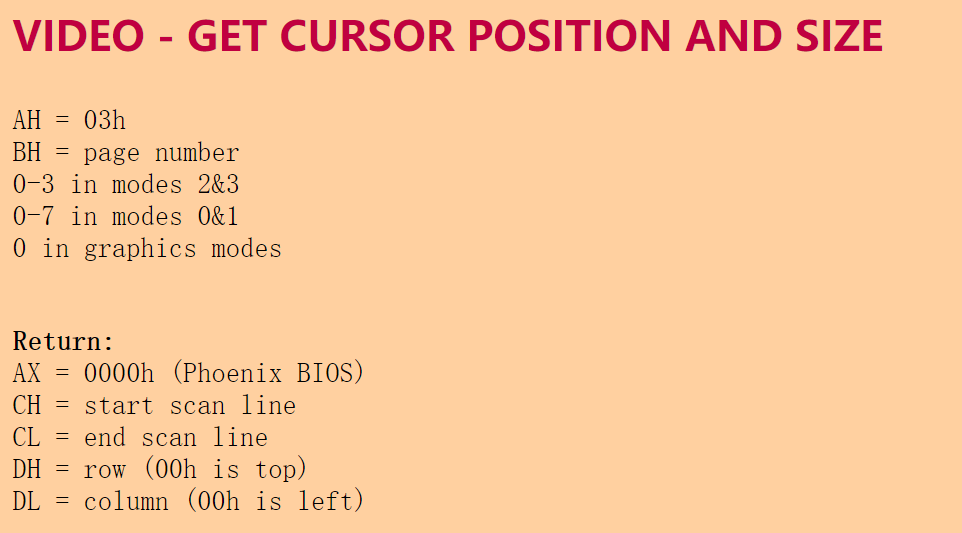 VIDEO - GET CURSOR POSITION AND SIZE
AH = 03h
BH = page number
0-3 in modes 2&3
0-7 in modes 0&1
0 in graphics modes
Return:
AX = 0000h (Phoenix BIOS)
CH = start scan line
CL = end scan line
DH = row (00h is top)
DL = column (00h is left)